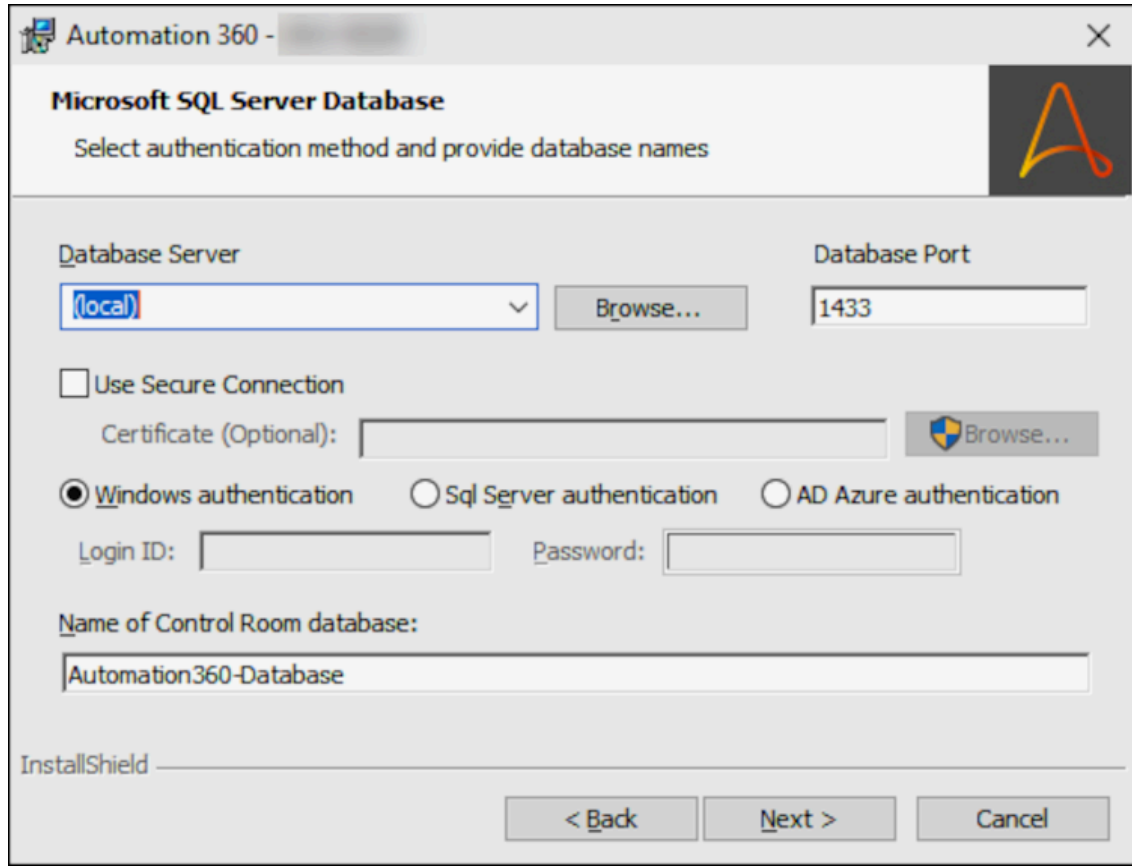 Automation 360 -
Microsoft SQL Server Database
Select authentication method and provide database names
Database Server
Database Port
(local)
Browse...
1433
Use Secure Connection
Certificate (Optional):
Browse...
Windows authentication
Sql Server authentication
AD Azure authentication
Login ID:
Password:
Name of Control Room database:
Automation360-Database
InstallShield
< Back
Next >
Cancel